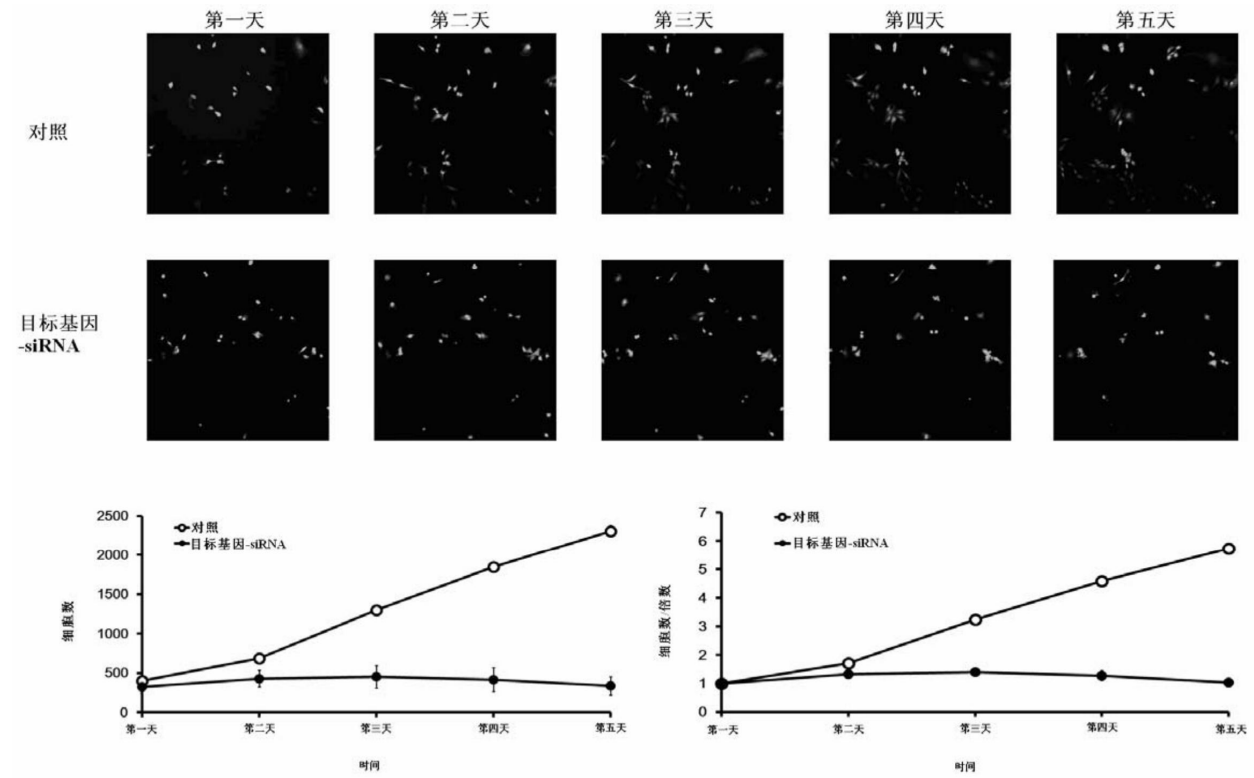 第一天 第二天 第三天 第四天 第五天
对照
目标基因
-siRNA
2500
2000
1500
1000
500
0
细胞数
对照
目标基因-siRNA
第一天 第二天 第三天 第四天 第五天
时间
7
6
5
4
3
2
1
0
细胞数/倍数
对照
目标基因-siRNA
第一天 第二天 第三天 第四天 第五天
时间